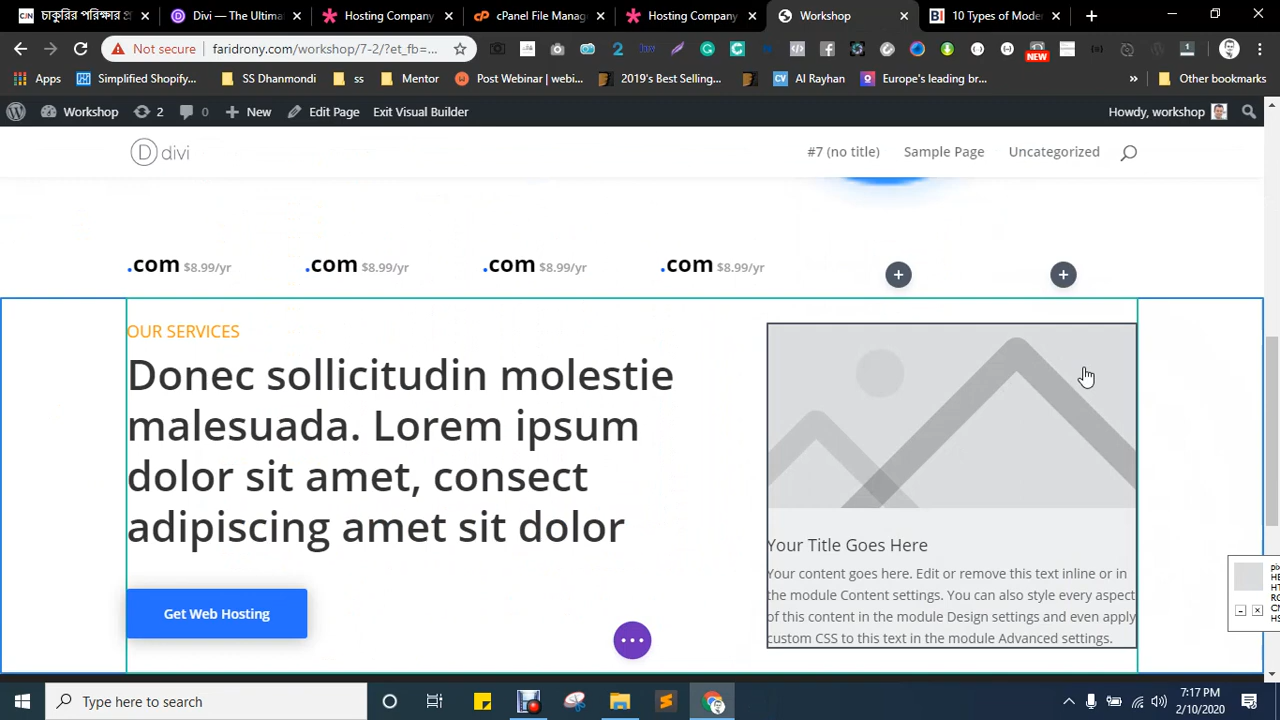 চাকুরির পরিক্ষার
Divi — The Ultima
Hosting Company
cPanel File Manag
Hosting Company
Workshop
10 Types of Moder
Not secure
faridrony.com/workshop/7-2/?et_fb=...
NEW
Apps
Simplified Shopify...
SS Dhanmondi
ss
Mentor
Post Webinar | webi...
2019's Best Selling...
CV Al Rayhan
Europe's leading br...
»
Other bookmarks
Workshop
2
0
New
Edit Page
Exit Visual Builder
Howdy, workshop
D divi
#7 (no title)
Sample Page
Uncategorized
.com $8.99/yr
.com $8.99/yr
.com $8.99/yr
.com $8.99/yr
OUR SERVICES
Donec sollicitudin molestie
malesuada. Lorem ipsum
dolor sit amet, consect
adipiscing amet sit dolor
Get Web Hosting
Your Title Goes Here
Your content goes here. Edit or remove this text inline or in
the module Content settings. You can also style every aspect
of this content in the module Design settings and even apply
custom CSS to this text in the module Advanced settings.
Type here to search
7:17 PM
2/10/2020